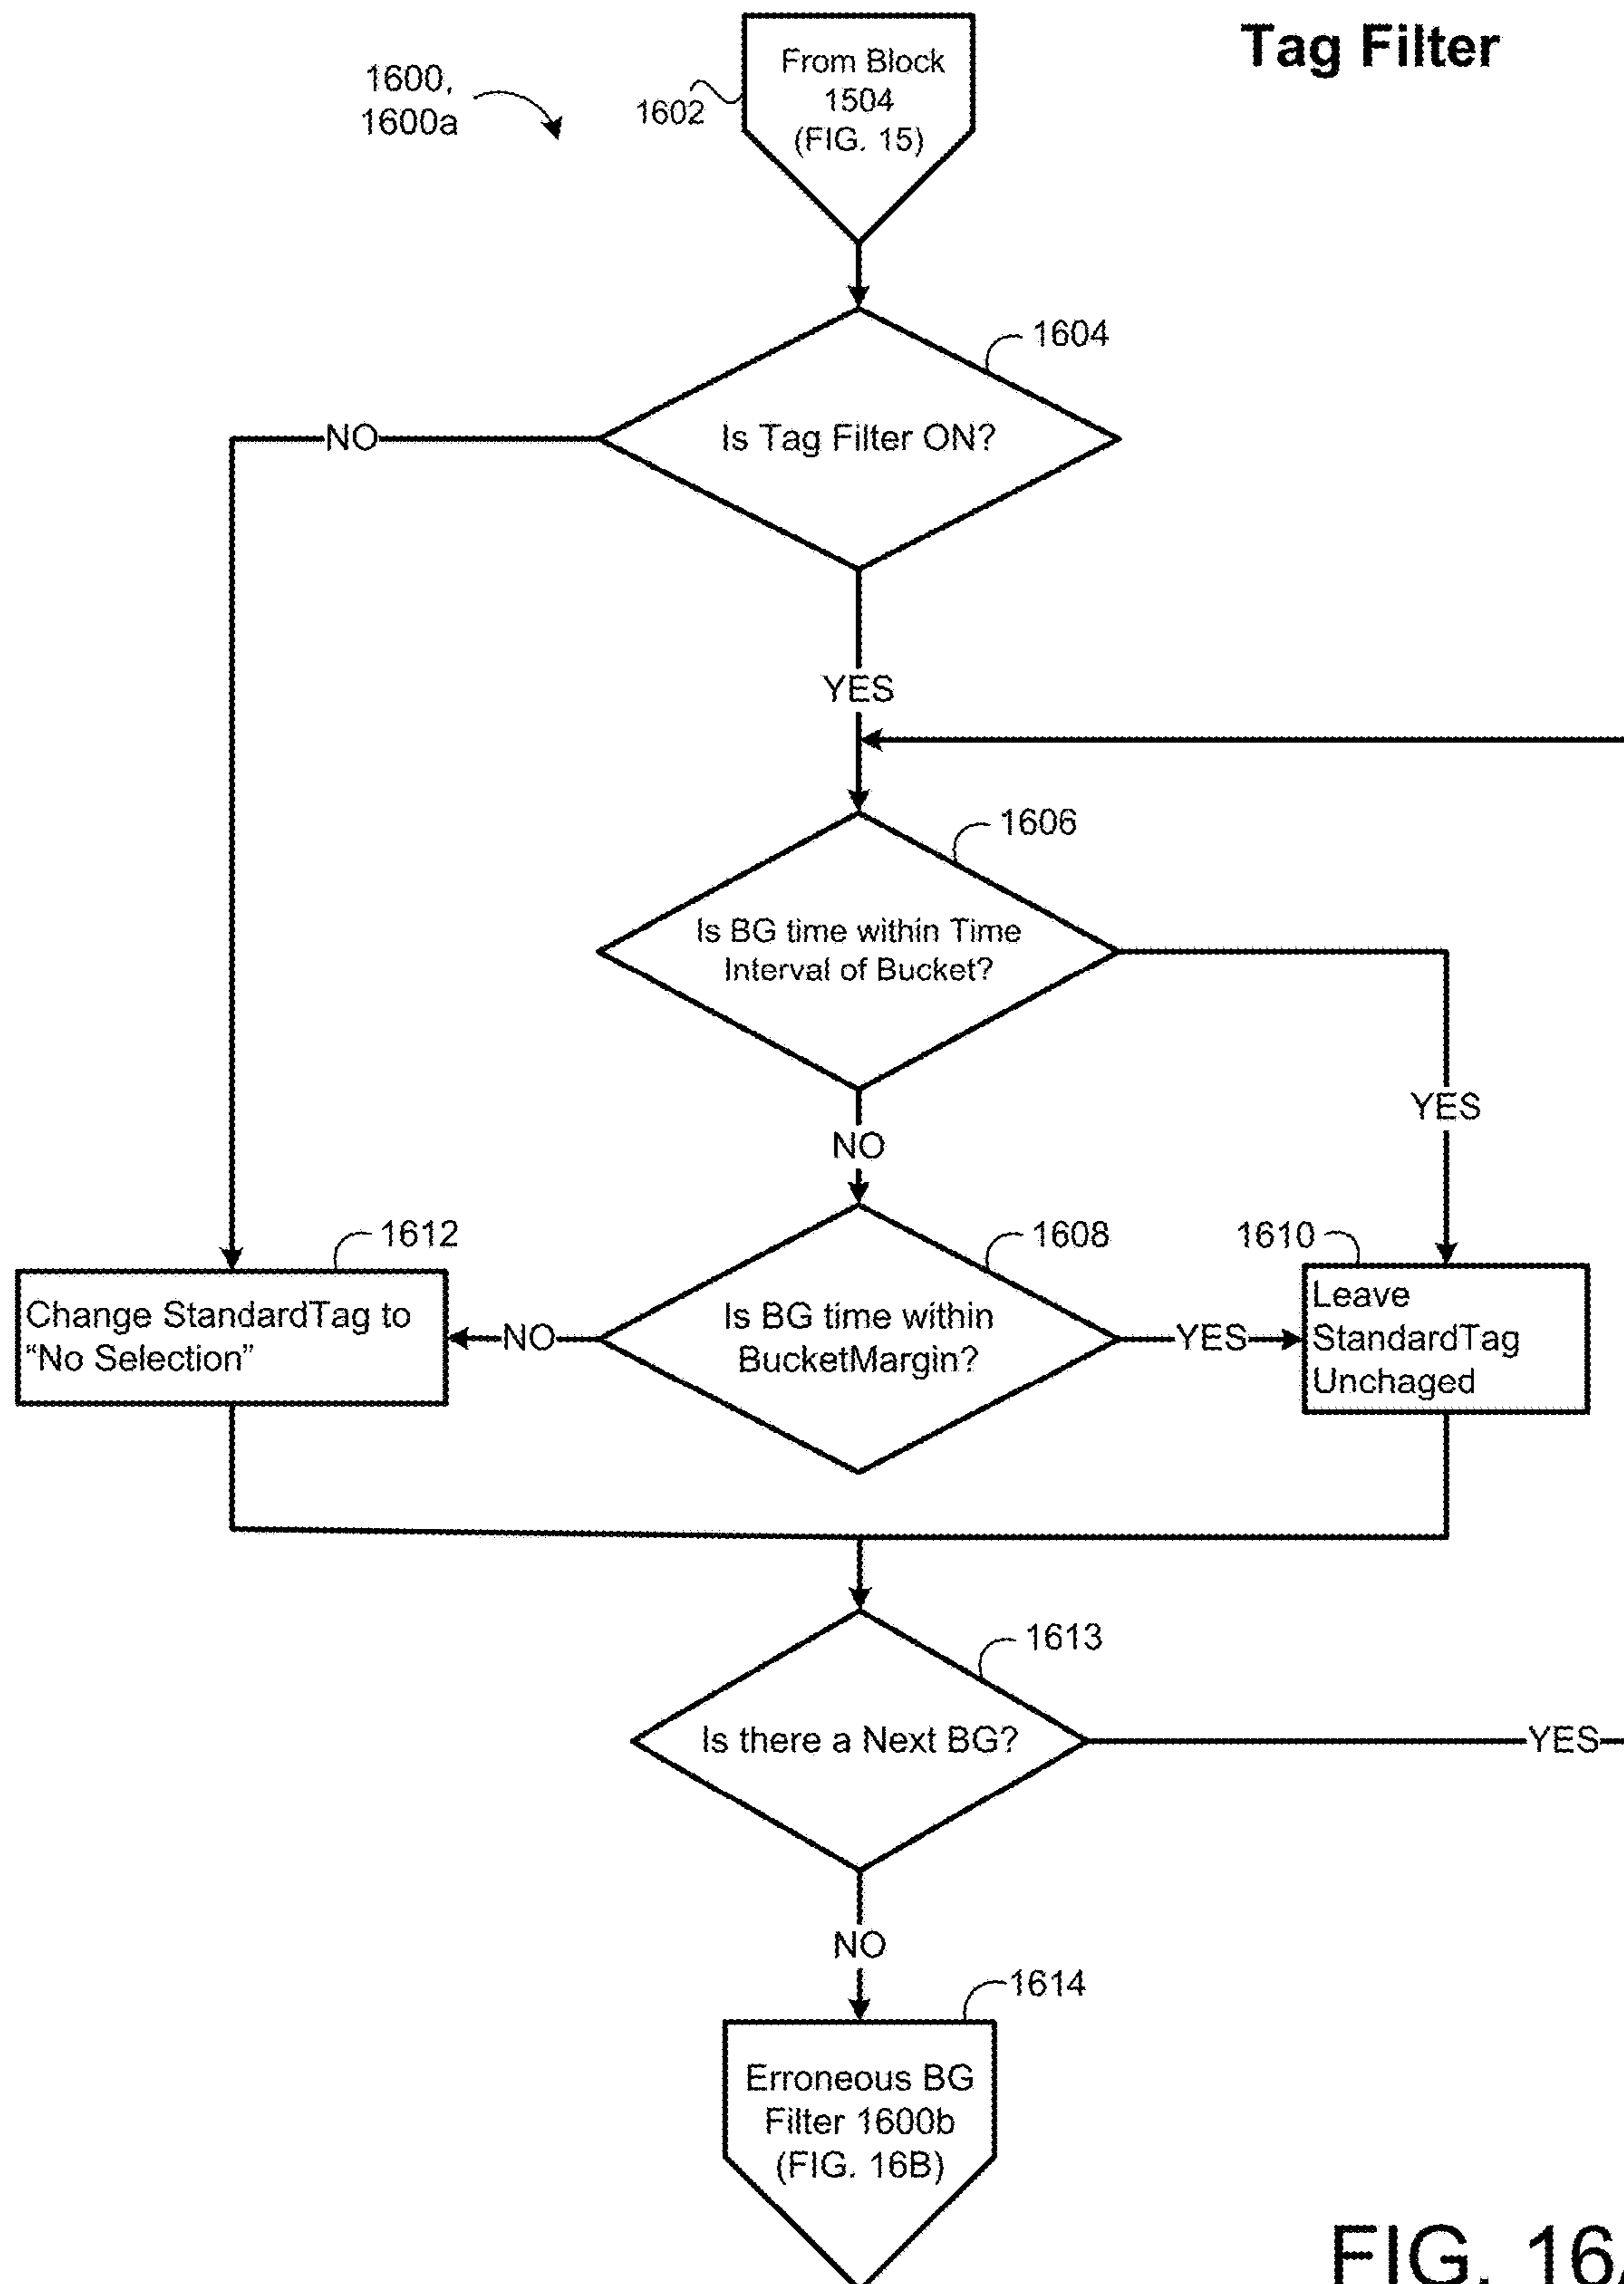 Tag Filter
1600,
1600a
1602
From Block
1504
(FIG. 15)
1604
Is Tag Filter ON?
NO
YES
1606
Is BG time within Time
Interval of Bucket?
YES
NO
1612
1608
1610
Change StandardTag to
“No Selection”
NO
Is BG time within
BucketMargin?
YES
Leave
StandardTag
Unchaged
1613
Is there a Next BG?
YES
NO
1614
Erroneous BG
Filter 1600b
(FIG. 16B)
FIG. 16